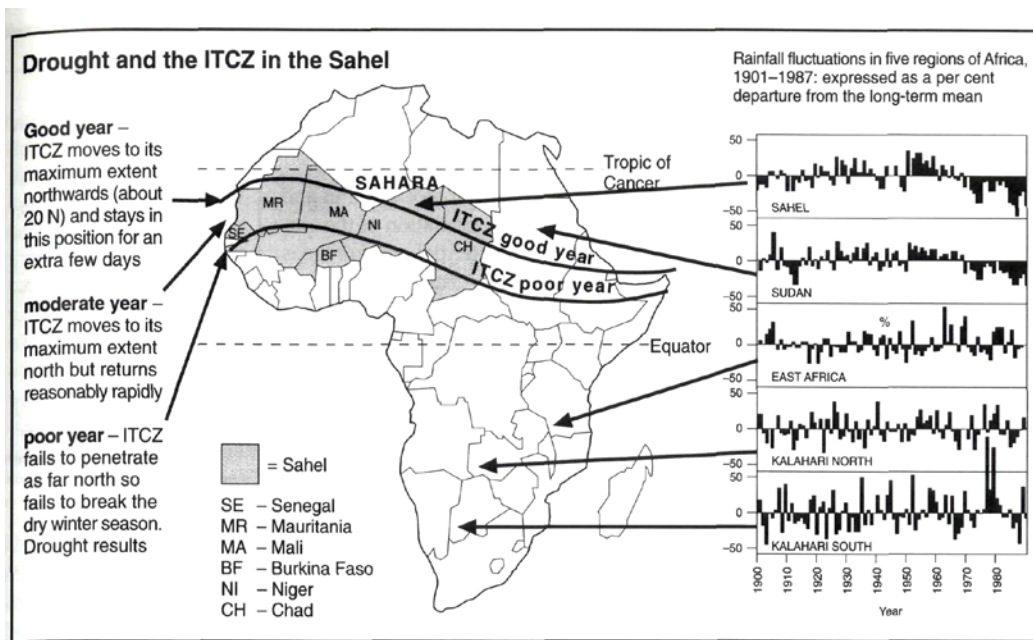 Drought and the ITCZ in the Sahel
Good year –
ITCZ moves to its
maximum extent
northwards (about
20 N) and stays in
this position for an
extra few days
moderate year –
ITCZ moves to its
maximum extent
north but returns
reasonably rapidly
poor year – ITCZ
fails to penetrate
as far north so
fails to break the
dry winter season.
Drought results
Tropic of
Cancer
SAHARA
MR
MA
NI
SE
BF
CH
ITCZ good year
ITCZ poor year
Equator
= Sahel
SE – Senegal
MR – Mauritania
MA – Mali
BF – Burkina Faso
NI – Niger
CH – Chad
Rainfall fluctuations in five regions of Africa,
1901–1987: expressed as a per cent
departure from the long-term mean
50
0
–50
SAHEL
50
0
–50
SUDAN
50
%
0
–50
EAST AFRICA
50
0
–50
KALAHARI NORTH
50
0
–50
KALAHARI SOUTH
1900
1910
1920
1930
1940
1950
1960
1970
1980
Year